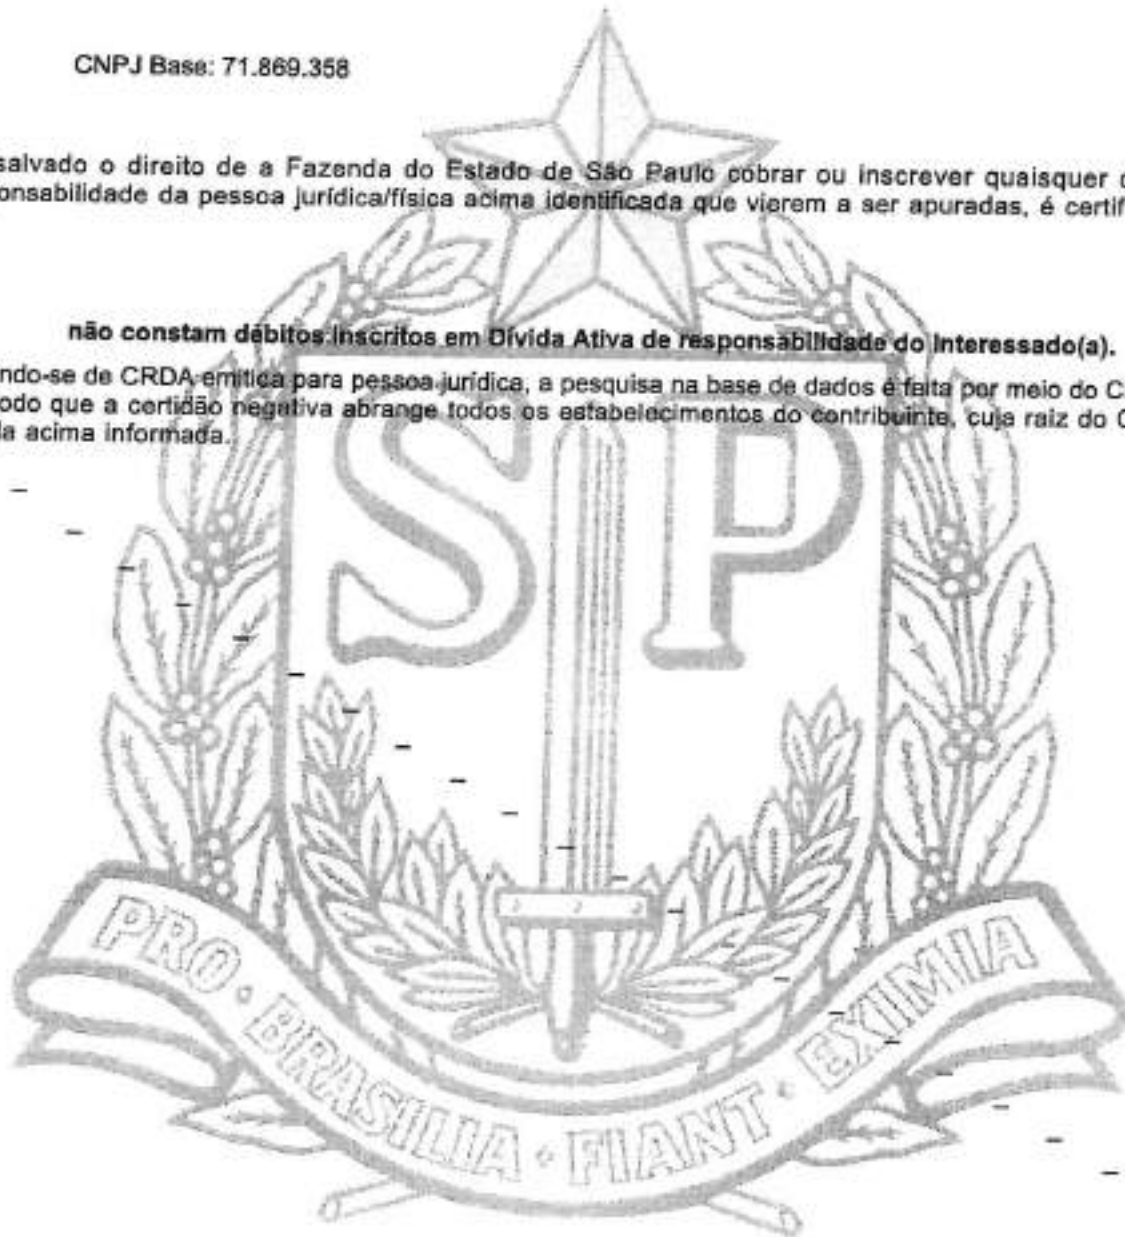 CNPJ Base: 71.869.358
salvado o direito de a Fazenda do Estado de São Paulo cobrar ou inscrever quaisquer
onsabilidade da pessoa jurídica/física acima identificada que vierem a ser apuradas, é certif
não constam débitos inscritos em Dívida Ativa de responsabilidade do Interessado(a).
ndo-se de CRDA emitida para pessoa jurídica, a pesquisa na base de dados é feita por meio do C
odo que a certidão negativa abrange todos os estabelecimentos do contribuinte, cuja raiz do
la acima informada.
SP
PRO • BRASILIA • FIANT • EXIMIA